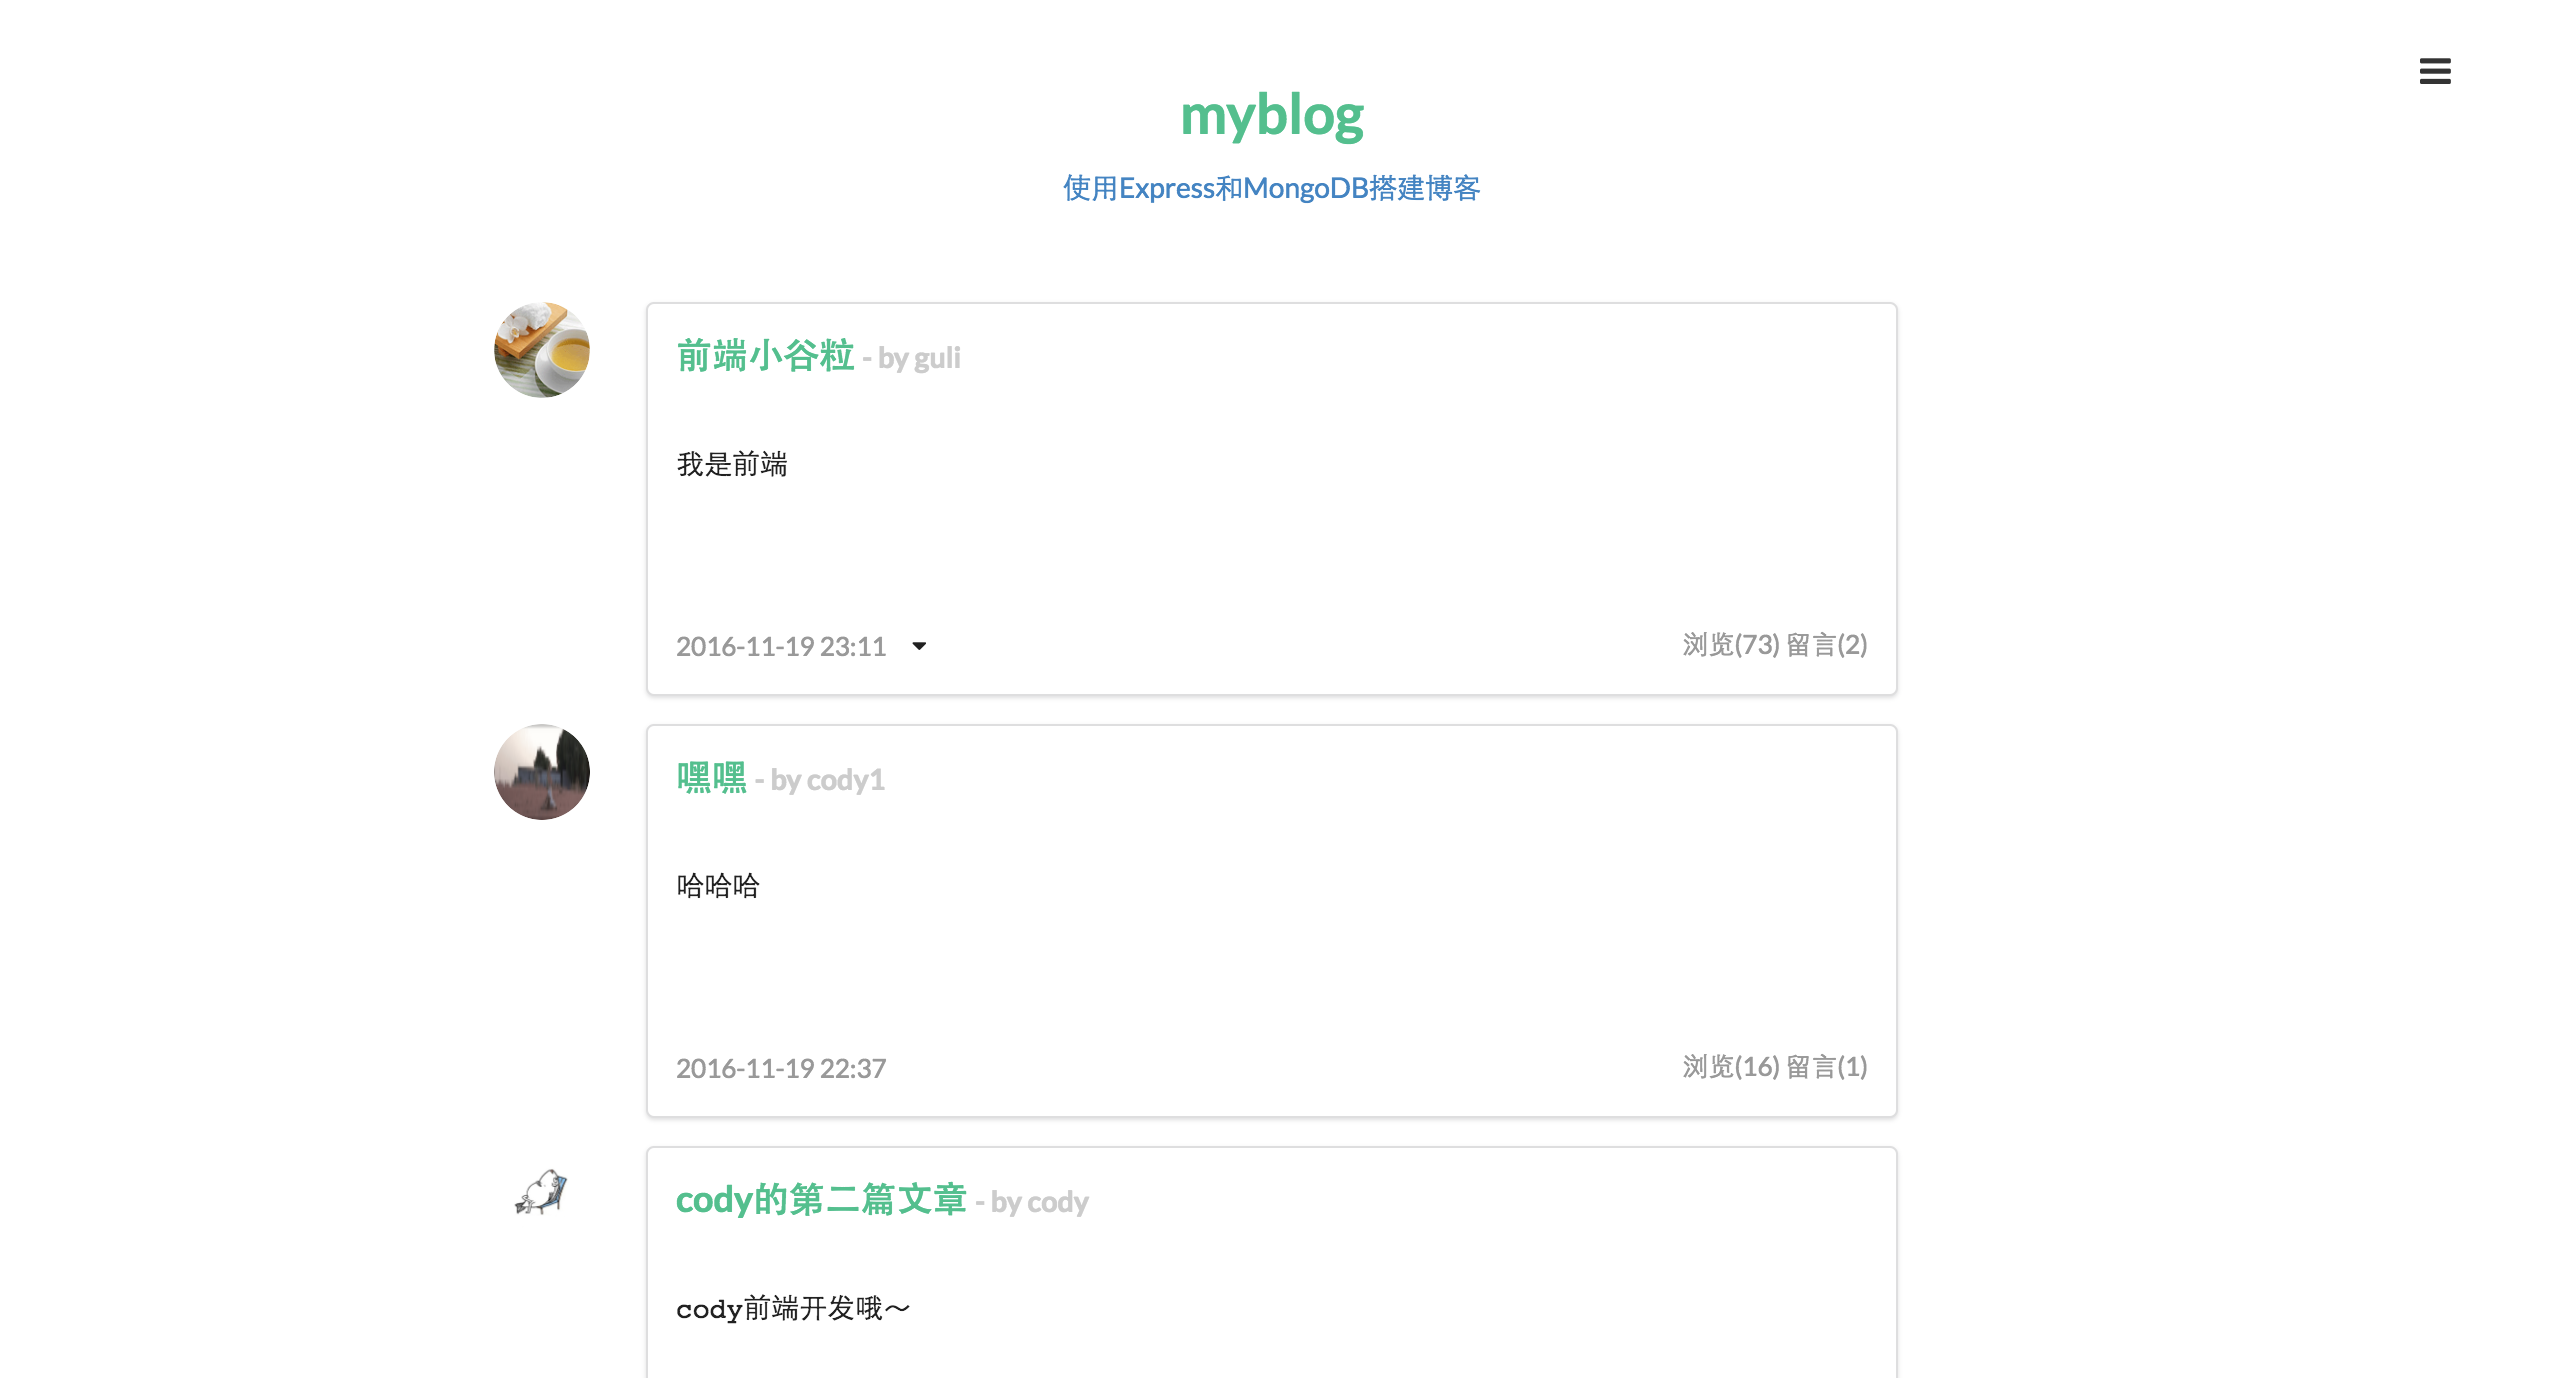 myblog
使用Express和MongoDB搭建博客
前端小谷粒 - by guli
我是前端
2016-11-19 23:11 浏览(73) 留言(2)
嘿嘿 - by cody1
哈哈哈
2016-11-19 22:37 浏览(16) 留言(1)
cody的第二篇文章 - by cody
cody前端开发哦～